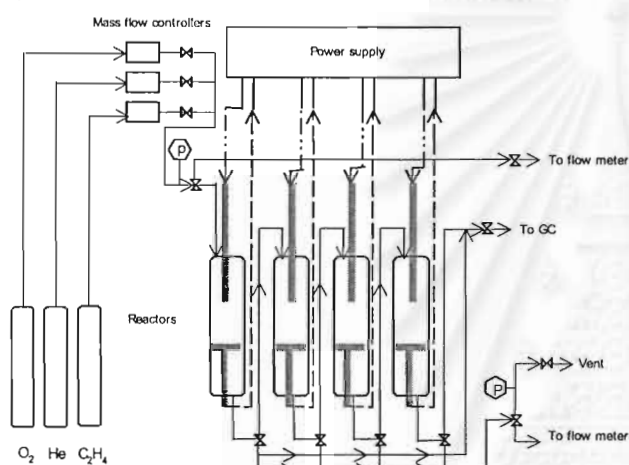 Mass flow controllers
Power supply
P
To flow meter
To GC
Reactors
P
Vent
To flow meter
O₂ He C₂H₄